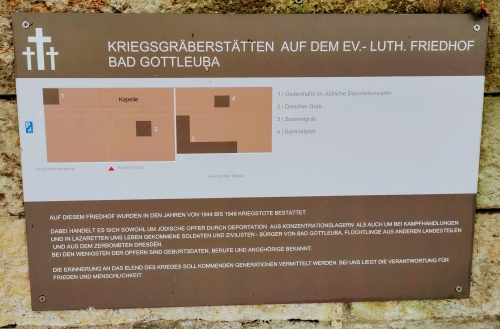 KRIEGSGRÄBERSTÄTTEN AUF DEM EV.- LUTH. FRIEDHOF
BAD GOTTLEUBA
1
4
Kapelle
2
3
1 | Gedenktafel an Jüdische Deportationsopfer
2 | Drescher Grab
3 | Sammelgrab
4 | Sammelgrab
AUF DIESEM FRIEDHOF WURDEN IN DEN JAHREN VON 1944 BIS 1948 KRIEGSTOTE BESTATTET.
DABEI HANDELT ES SICH SOWOHL UM JÜDISCHE OPFER DURCH DEPORTATION AUS KONZENTRATIONSLAGERN ALS AUCH UM BEI KAMPFHANDLUNGEN
UND IN LAZARETTEN UMS LEBEN GEKOMMENE SOLDATEN UND ZIVILISTEN - BÜRGER VON BAD GOTTLEUBA, FLÜCHTLINGE AUS ANDEREN LANDESTEILEN
UND AUS DEM ZERBOMBTEN DRESDEN.
BEI DEN WENIGSTEN DER OPFERN SIND GEBURTSDATEN, BERUFE UND ANGEHÖRIGE BEKANNT.
DIE ERINNERUNG AN DAS ELEND DES KRIEGES SOLL KOMMENDEN GENERATIONEN VERMITTELT WERDEN. BEI UNS LIEGT DIE VERANTWORTUNG FÜR
FRIEDEN UND MENSCHLICHKEIT.